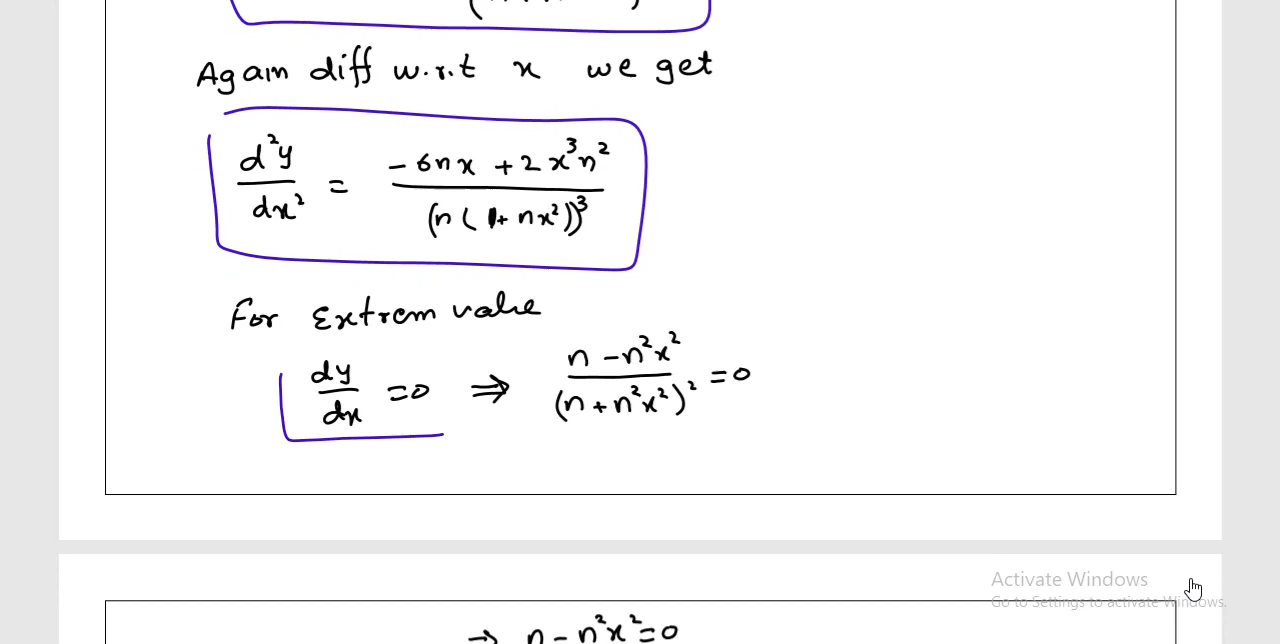 Again diff w.r.t x we get
d²y/dx² = (-6nx + 2x³n²)/(n(1+nx²))³
For Extrem value
dy/dx = 0 ⇒ (n - n²x²)/(n + n²x²)² = 0
Activate Windows
Go to Settings to activate Windows.
⇒ n - n²x² = 0